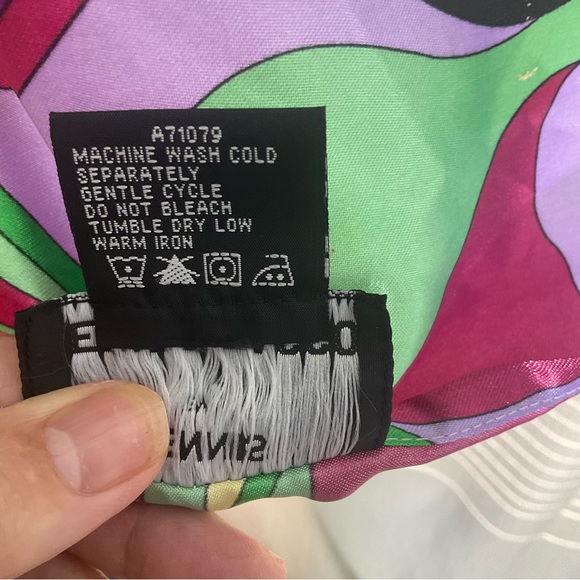 A71079
MACHINE WASH COLD
SEPARATELY
GENTLE CYCLE
DO NOT BLEACH
TUMBLE DRY LOW
WARM IRON